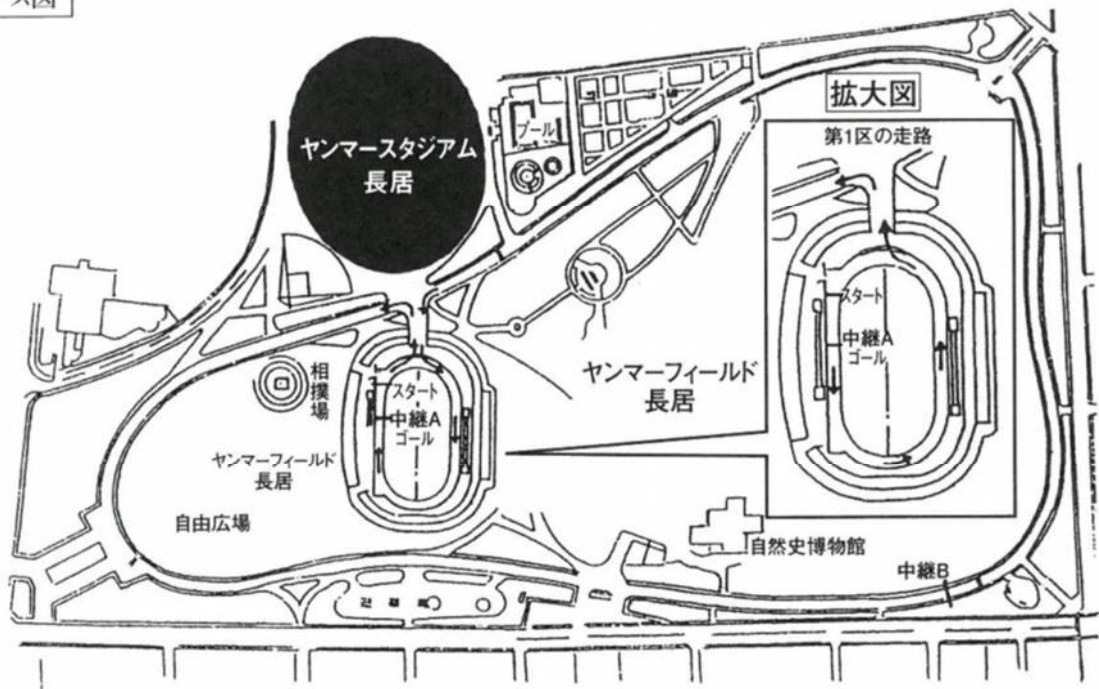 ス図
ヤンマースタジアム
長居
プール
拡大図
第1区の走路
スタート
中継A
ゴール
ヤンマーフィールド
長居
相撲場
スタート
中継A
ゴール
ヤンマーフィールド
長居
自由広場
自然史博物館
中継B